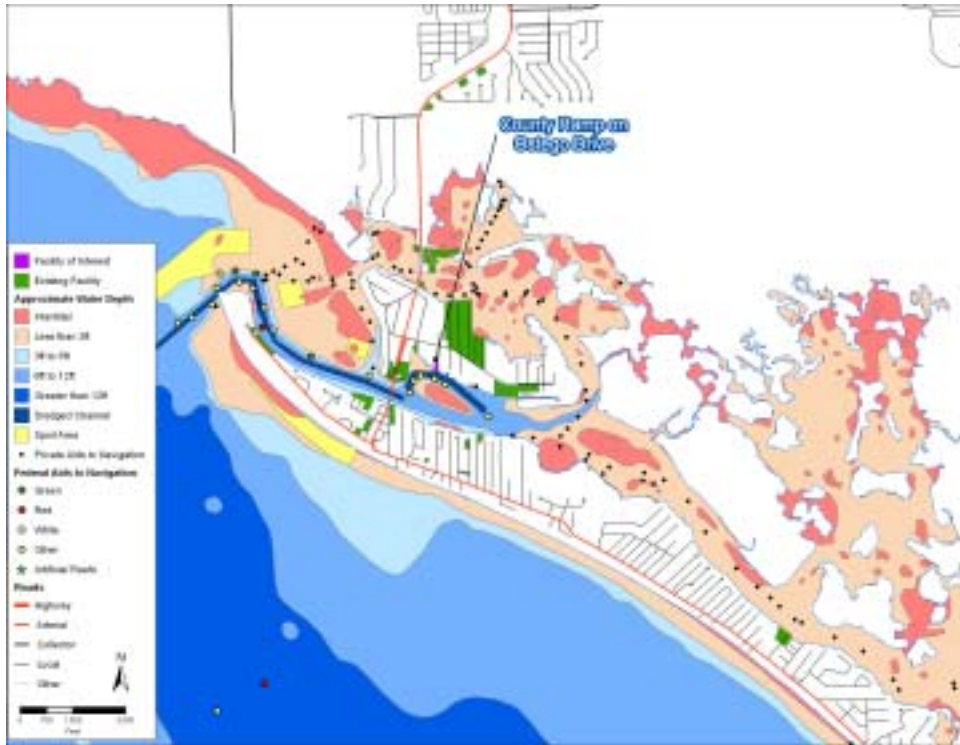 County Ramp on
Ostego Drive
Facility of Interest
Existing Facility
Approximate Water Depth
Intertidal
Less than 3ft
3ft to 6ft
6ft to 12ft
Greater than 12ft
Dredged Channel
Spoil Area
Private Aids to Navigation
Federal Aids to Navigation
Green
Red
White
Other
Artificial Reefs
Roads
Highway
Arterial
Collector
Local
Other
N
0
Feet